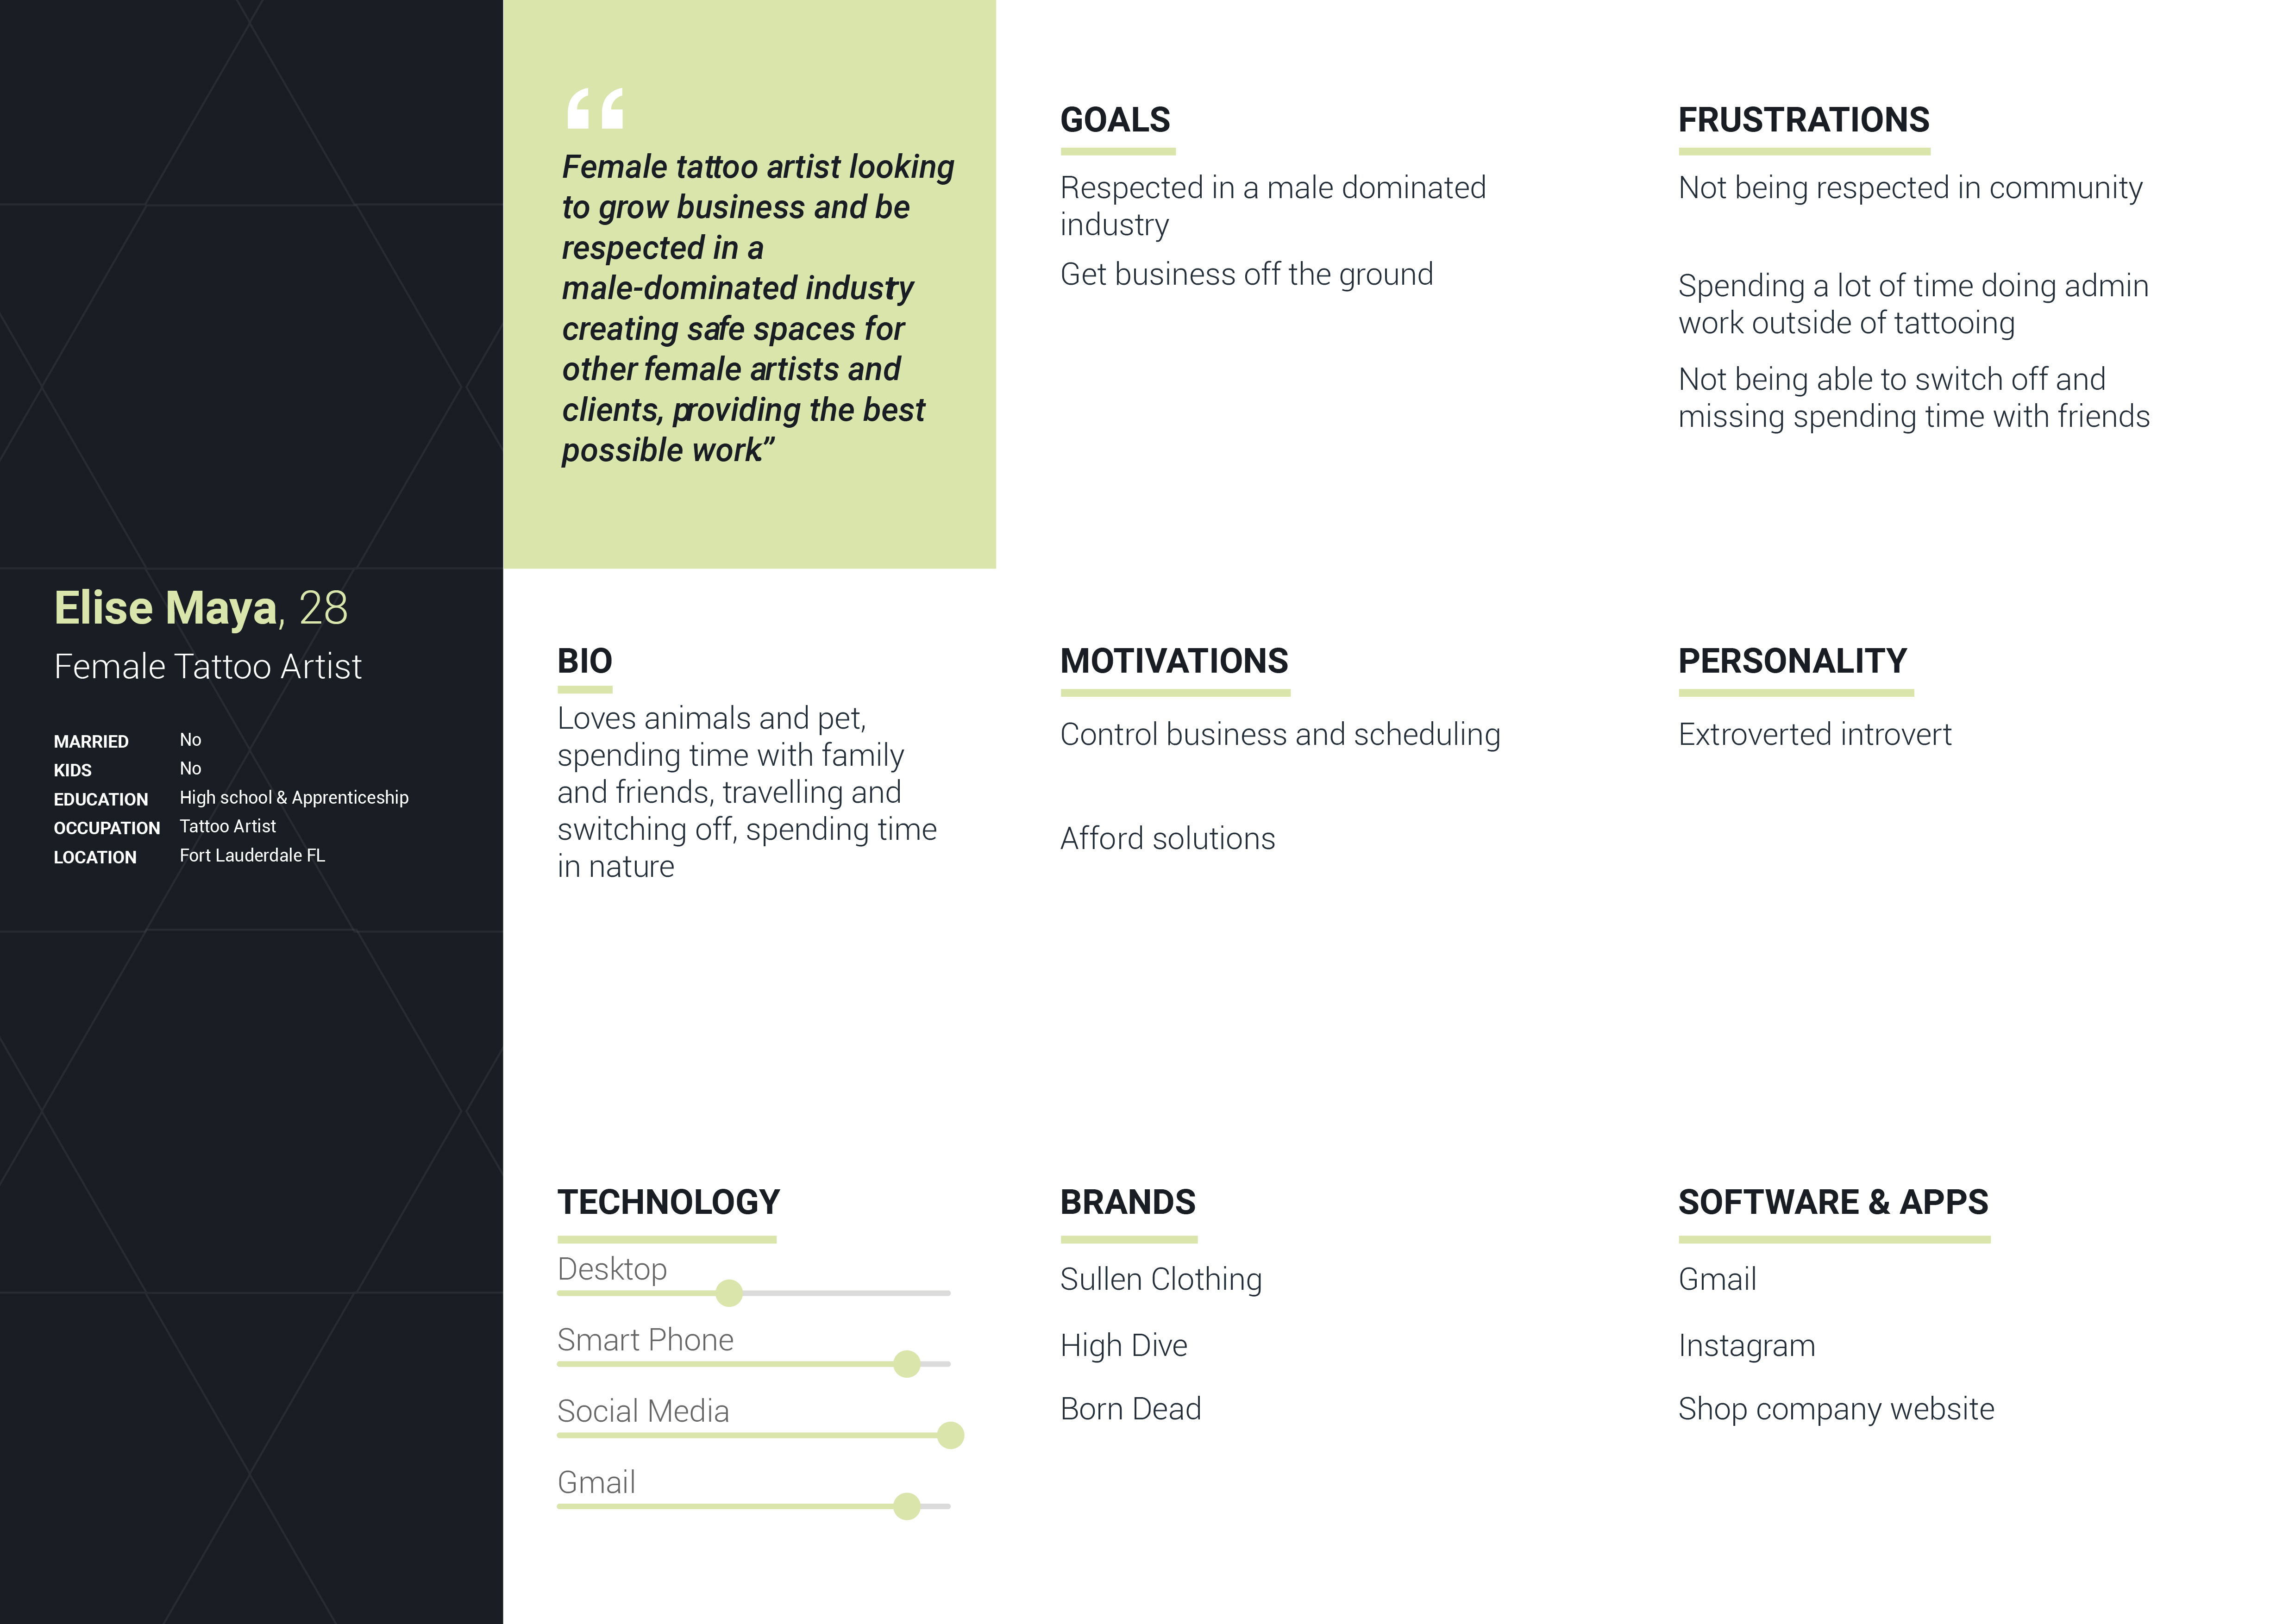 Elise Maya, 28
Female Tattoo Artist
MARRIED No
KIDS No
EDUCATION High school & Apprenticeship
OCCUPATION Tattoo Artist
LOCATION Fort Lauderdale FL
“
Female tattoo artist looking
to grow business and be
respected in a
male-dominated industry
creating safe spaces for
other female artists and
clients, providing the best
possible work.”
GOALS
Respected in a male dominated
industry
Get business off the ground
FRUSTRATIONS
Not being respected in community
Spending a lot of time doing admin
work outside of tattooing
Not being able to switch off and
missing spending time with friends
BIO
Loves animals and pet,
spending time with family
and friends, travelling and
switching off, spending time
in nature
MOTIVATIONS
Control business and scheduling
Afford solutions
PERSONALITY
Extroverted introvert
TECHNOLOGY
Desktop
Smart Phone
Social Media
Gmail
BRANDS
Sullen Clothing
High Dive
Born Dead
SOFTWARE & APPS
Gmail
Instagram
Shop company website